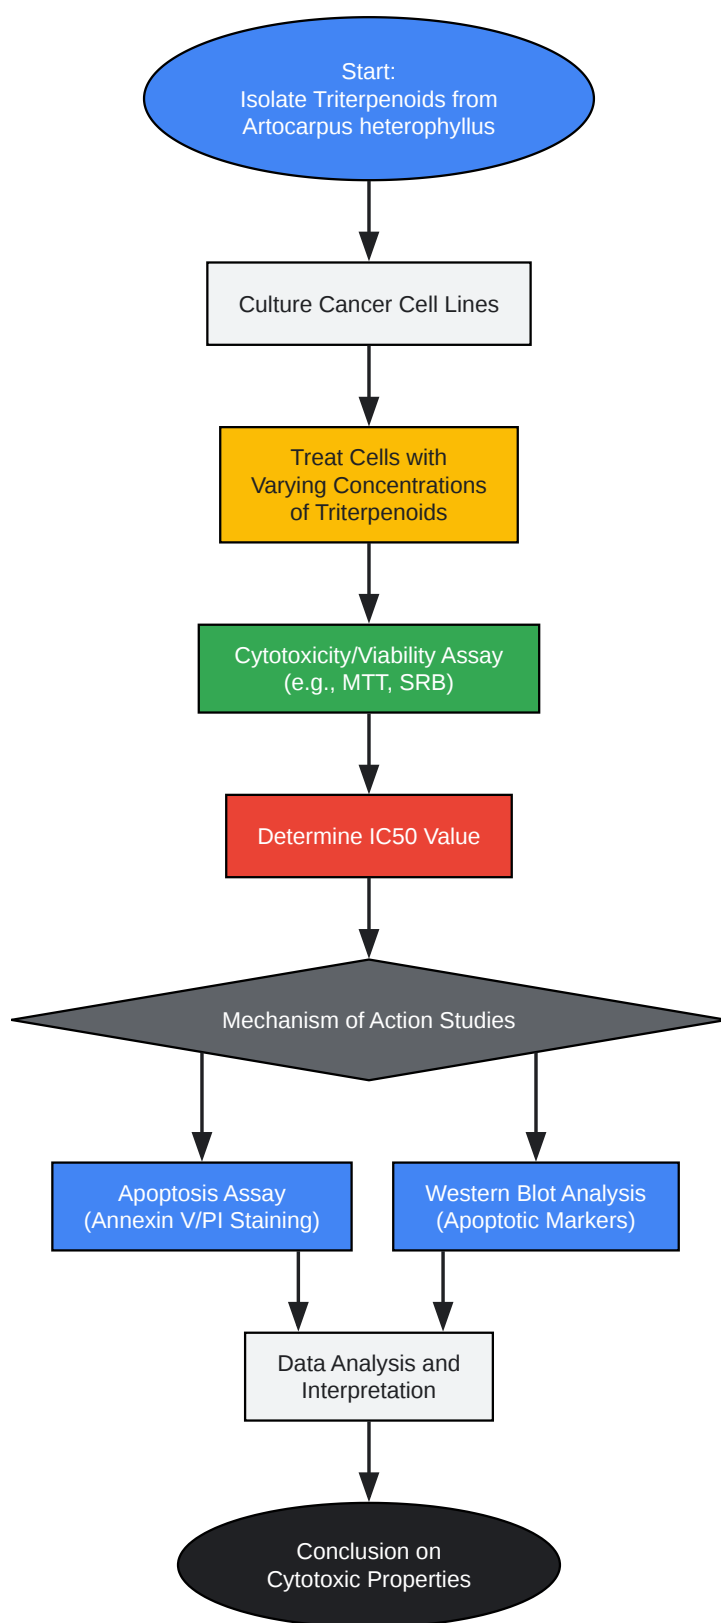 Start:
Isolate Triterpenoids from
Artocarpus heterophyllus
Culture Cancer Cell Lines
Treat Cells with
Varying Concentrations
of Triterpenoids
Cytotoxicity/Viability Assay
(e.g., MTT, SRB)
Determine IC50 Value
Mechanism of Action Studies
Apoptosis Assay
(Annexin V/PI Staining)
Western Blot Analysis
(Apoptotic Markers)
Data Analysis and
Interpretation
Conclusion on
Cytotoxic Properties